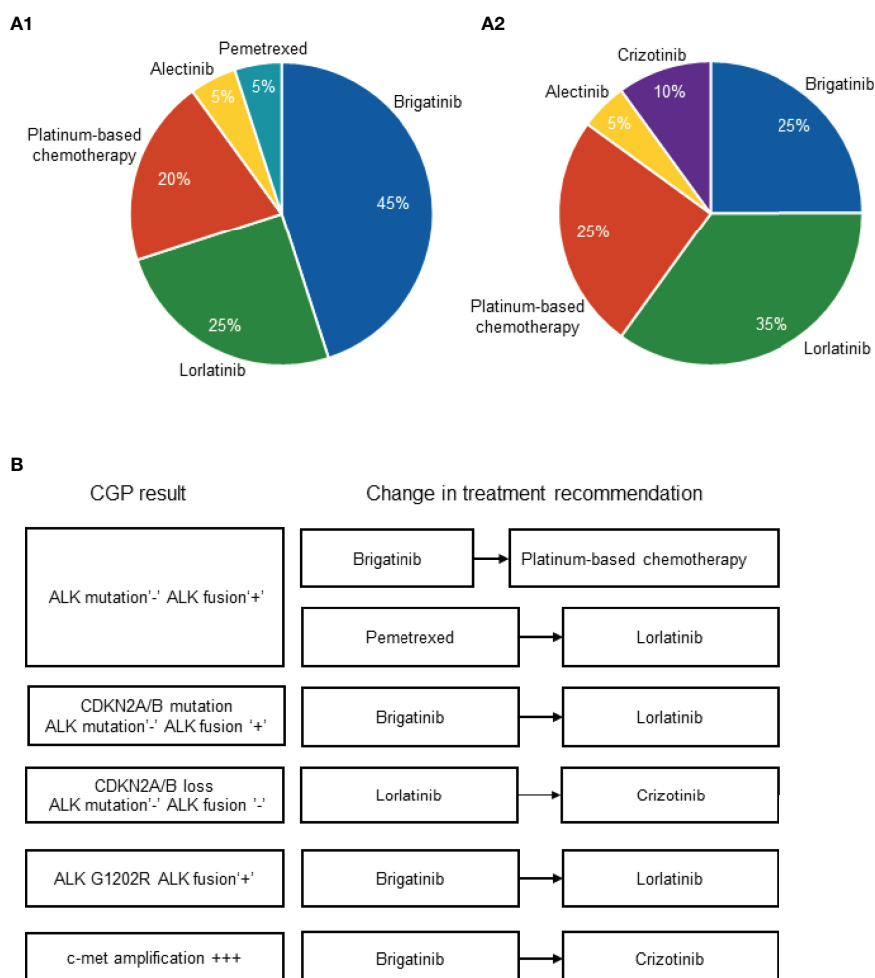 A1
A2
Pemetrexed
Alectinib
Brigatinib
Platinum-based
chemotherapy
Lorlatinib
5%
5%
20%
45%
25%
Crizotinib
Alectinib
Brigatinib
Platinum-based
chemotherapy
Lorlatinib
10%
5%
25%
25%
35%
B
CGP result
Change in treatment recommendation
ALK mutation'-' ALK fusion‘+’
Brigatinib
Platinum-based chemotherapy
Pemetrexed
Lorlatinib
CDKN2A/B mutation
ALK mutation'-' ALK fusion ‘+’
Brigatinib
Lorlatinib
CDKN2A/B loss
ALK mutation'-' ALK fusion '-'
Lorlatinib
Crizotinib
ALK G1202R ALK fusion‘+’
Brigatinib
Lorlatinib
c-met amplification +++
Brigatinib
Crizotinib